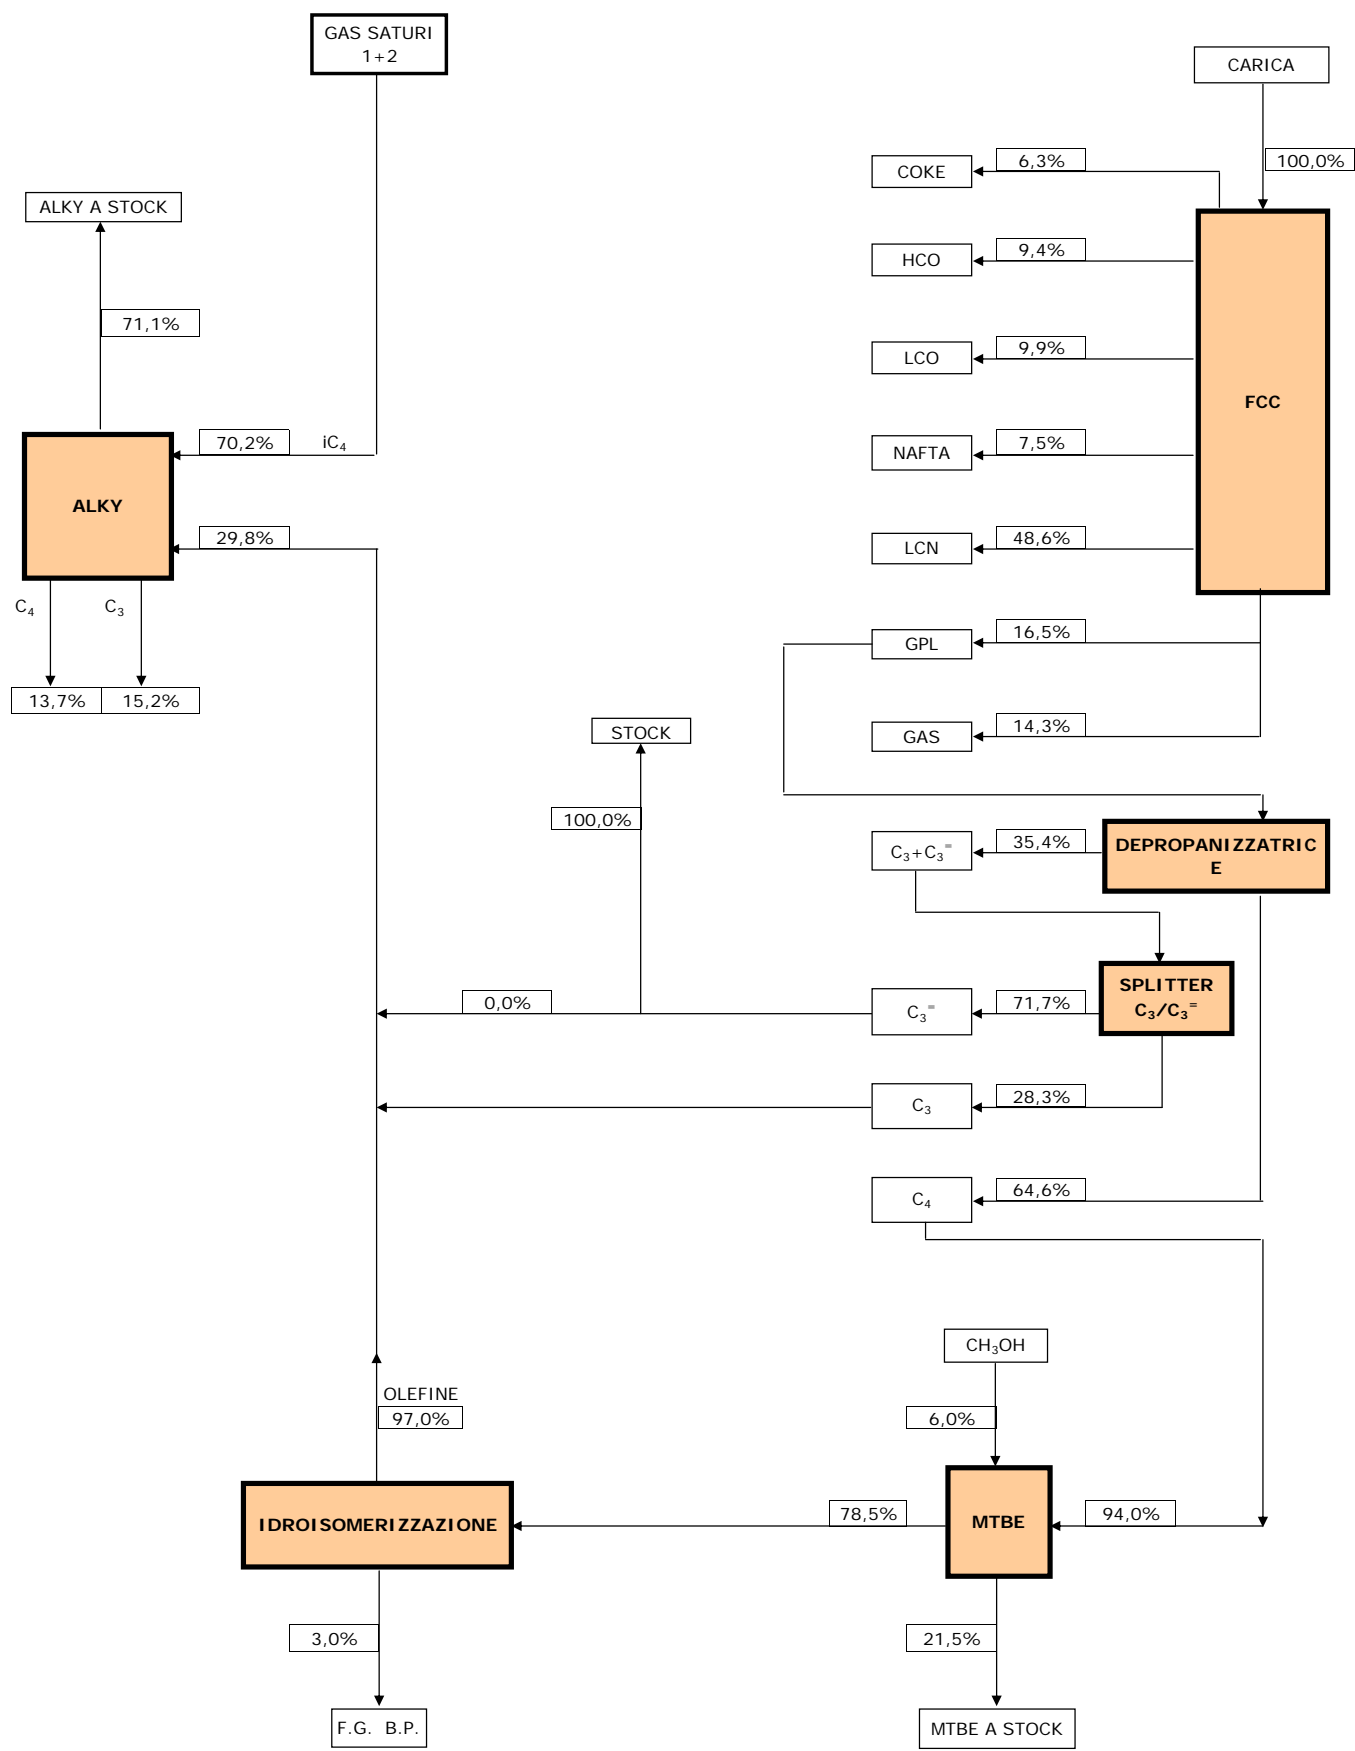 GAS SATURI
1+2
CARICA
100,0%
COKE
6,3%
ALKY A STOCK
HCO
9,4%
71,1%
LCO
9,9%
FCC
70,2%
iC₄
NAFTA
7,5%
ALKY
29,8%
LCN
48,6%
C₄
C₃
GPL
16,5%
13,7%
15,2%
STOCK
GAS
14,3%
100,0%
C₃+C₃⁼
35,4%
DEPROPANIZZATRIC
E
0,0%
C₃⁼
71,7%
SPLITTER
C₃/C₃⁼
C₃
28,3%
C₄
64,6%
CH₃OH
OLEFINE
97,0%
6,0%
IDROISOMERIZZAZIONE
78,5%
MTBE
94,0%
3,0%
21,5%
F.G. B.P.
MTBE A STOCK